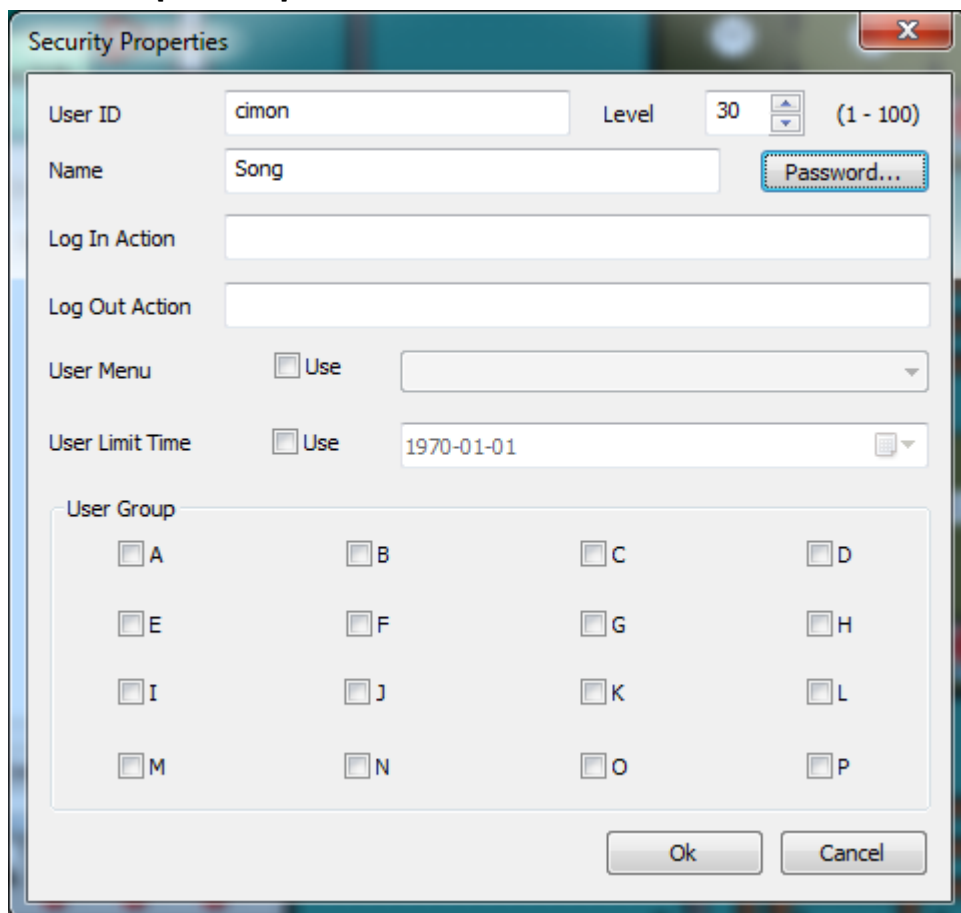 Security Properties
User ID cimon Level 30 (1 - 100)
Name Song Password...
Log In Action
Log Out Action
User Menu Use
User Limit Time Use 1970-01-01
User Group
A B C D
E F G H
I J K L
M N O P
Ok Cancel